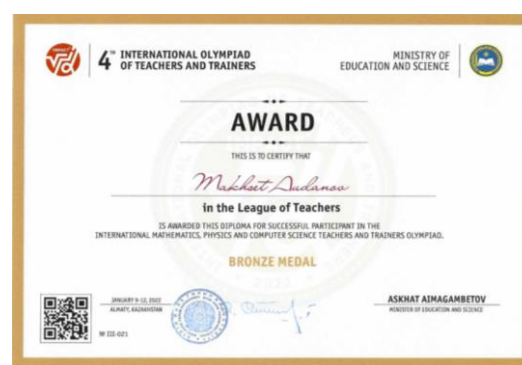 4TH INTERNATIONAL OLYMPIAD
OF TEACHERS AND TRAINERS
MINISTRY OF
EDUCATION AND SCIENCE
AWARD
THIS IS TO CERTIFY THAT
Makhset Audanov
in the League of Teachers
IS AWARDED THIS DIPLOMA FOR SUCCESSFUL PARTICIPANT IN THE
INTERNATIONAL MATHEMATICS, PHYSICS AND COMPUTER SCIENCE TEACHERS AND TRAINERS OLYMPIAD.
BRONZE MEDAL
JANUARY 9-12, 2022
ALMATY, KAZAKHSTAN
№ III-021
ASKHAT AIMAGAMBETOV
MINISTER OF EDUCATION AND SCIENCE